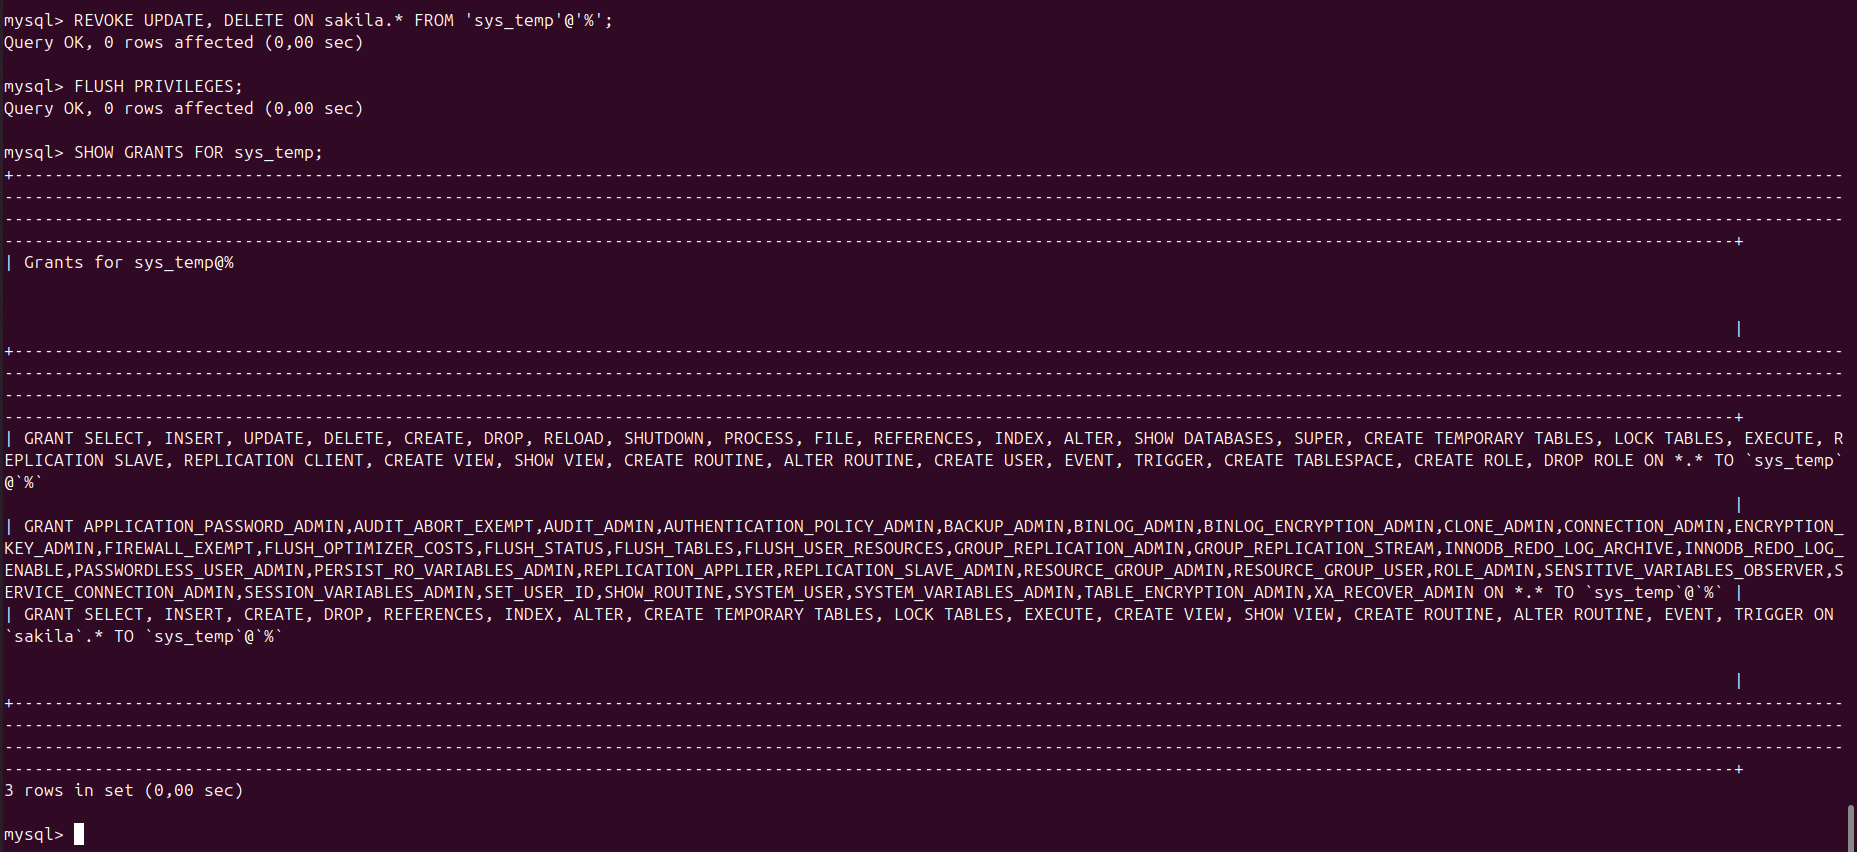 mysql> REVOKE UPDATE, DELETE ON sakila.* FROM 'sys_temp'@'%';
Query OK, 0 rows affected (0,00 sec)
mysql> FLUSH PRIVILEGES;
Query OK, 0 rows affected (0,00 sec)
mysql> SHOW GRANTS FOR sys_temp;
| Grants for sys_temp@%
|
| GRANT SELECT, INSERT, UPDATE, DELETE, CREATE, DROP, RELOAD, SHUTDOWN, PROCESS, FILE, REFERENCES, INDEX, ALTER, SHOW DATABASES, SUPER, CREATE TEMPORARY TABLES, LOCK TABLES, EXECUTE, R
EPLICATION SLAVE, REPLICATION CLIENT, CREATE VIEW, SHOW VIEW, CREATE ROUTINE, ALTER ROUTINE, CREATE USER, EVENT, TRIGGER, CREATE TABLESPACE, CREATE ROLE, DROP ROLE ON *.* TO `sys_temp`
@`%`
|
| GRANT APPLICATION_PASSWORD_ADMIN,AUDIT_ABORT_EXEMPT,AUDIT_ADMIN,AUTHENTICATION_POLICY_ADMIN,BACKUP_ADMIN,BINLOG_ADMIN,BINLOG_ENCRYPTION_ADMIN,CLONE_ADMIN,CONNECTION_ADMIN,ENCRYPTION_
KEY_ADMIN,FIREWALL_EXEMPT,FLUSH_OPTIMIZER_COSTS,FLUSH_STATUS,FLUSH_TABLES,FLUSH_USER_RESOURCES,GROUP_REPLICATION_ADMIN,GROUP_REPLICATION_STREAM,INNODB_REDO_LOG_ARCHIVE,INNODB_REDO_LOG_
ENABLE,PASSWORDLESS_USER_ADMIN,PERSIST_RO_VARIABLES_ADMIN,REPLICATION_APPLIER,REPLICATION_SLAVE_ADMIN,RESOURCE_GROUP_ADMIN,RESOURCE_GROUP_USER,ROLE_ADMIN,SENSITIVE_VARIABLES_OBSERVER,S
ERVICE_CONNECTION_ADMIN,SESSION_VARIABLES_ADMIN,SET_USER_ID,SHOW_ROUTINE,SYSTEM_USER,SYSTEM_VARIABLES_ADMIN,TABLE_ENCRYPTION_ADMIN,XA_RECOVER_ADMIN ON *.* TO `sys_temp`@`%` |
| GRANT SELECT, INSERT, CREATE, DROP, REFERENCES, INDEX, ALTER, CREATE TEMPORARY TABLES, LOCK TABLES, EXECUTE, CREATE VIEW, SHOW VIEW, CREATE ROUTINE, ALTER ROUTINE, EVENT, TRIGGER ON
`sakila`.* TO `sys_temp`@`%`
|
3 rows in set (0,00 sec)
mysql>